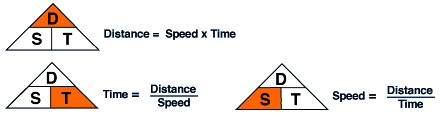 D
S T
Distance = Speed x Time
D
S T
Time = Distance
Speed
D
S T
Speed = Distance
Time